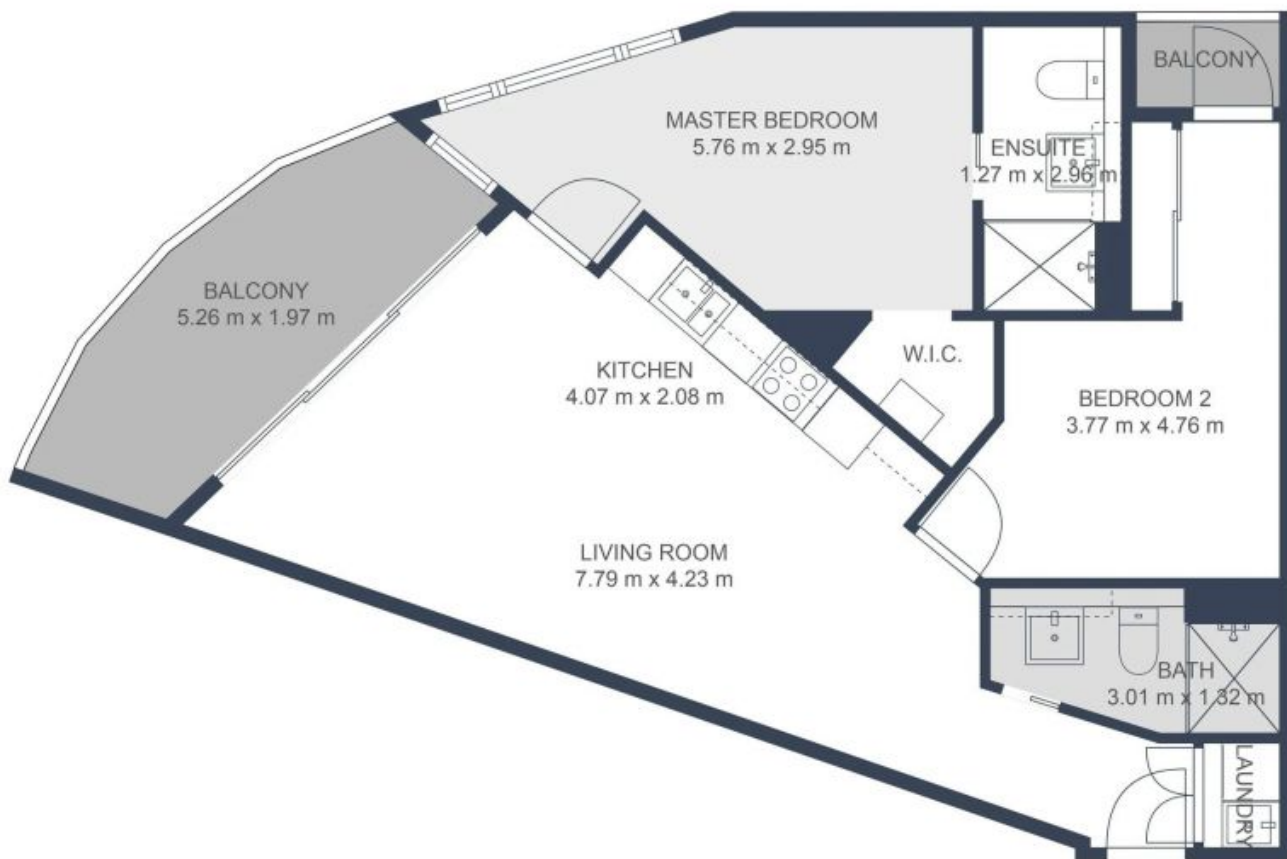 BALCONY
MASTER BEDROOM
5.76 m x 2.95 m
ENSUITE
1.27 m x 2.96 m
BALCONY
5.26 m x 1.97 m
KITCHEN
4.07 m x 2.08 m
W.I.C.
BEDROOM 2
3.77 m x 4.76 m
LIVING ROOM
7.79 m x 4.23 m
BATH
3.01 m x 1.32 m
LAUNDRY